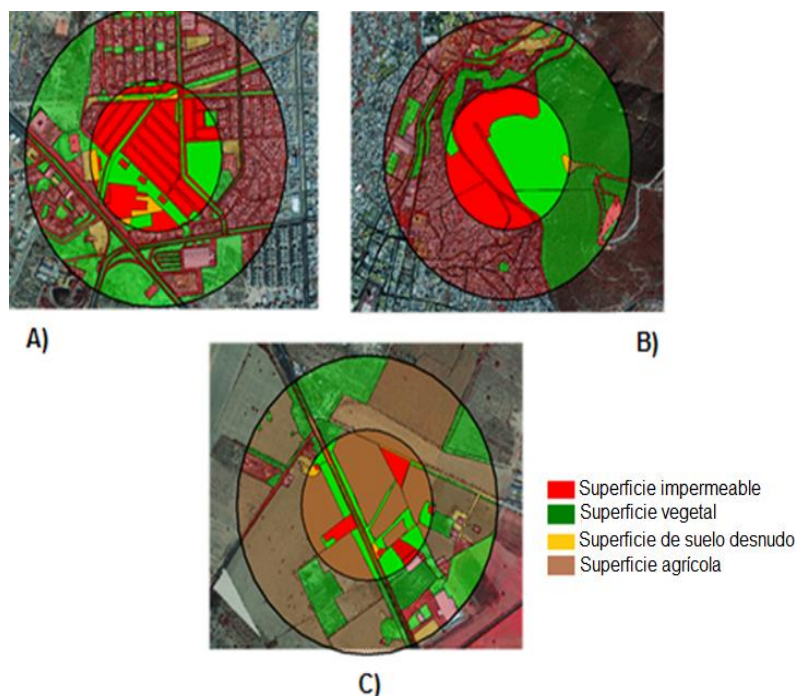 A)
B)
Superficie impermeable
Superficie vegetal
Superficie de suelo desnudo
Superficie agrícola
C)